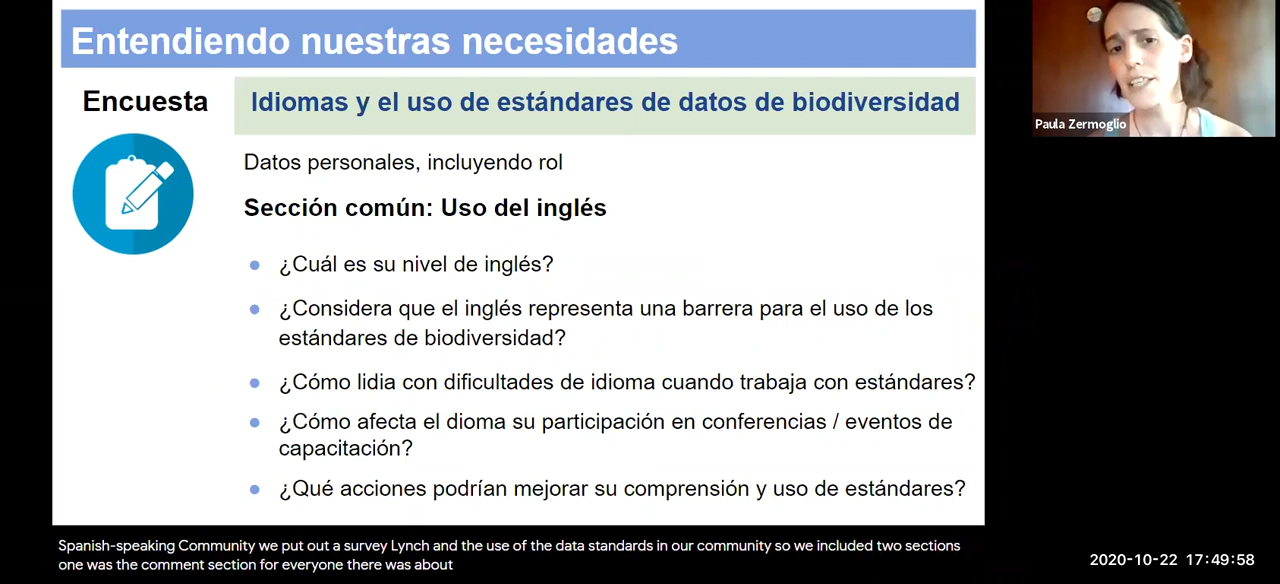 Entendiendo nuestras necesidades
Encuesta
Idiomas y el uso de estándares de datos de biodiversidad
Datos personales, incluyendo rol
Sección común: Uso del inglés
¿Cuál es su nivel de inglés?
¿Considera que el inglés representa una barrera para el uso de los
estándares de biodiversidad?
¿Cómo lidia con dificultades de idioma cuando trabaja con estándares?
¿Cómo afecta el idioma su participación en conferencias / eventos de
capacitación?
¿Qué acciones podrían mejorar su comprensión y uso de estándares?
Paula Zermoglio
Spanish-speaking Community we put out a survey Lynch and the use of the data standards in our community so we included two sections
one was the comment section for everyone there was about
2020-10-22 17:49:58